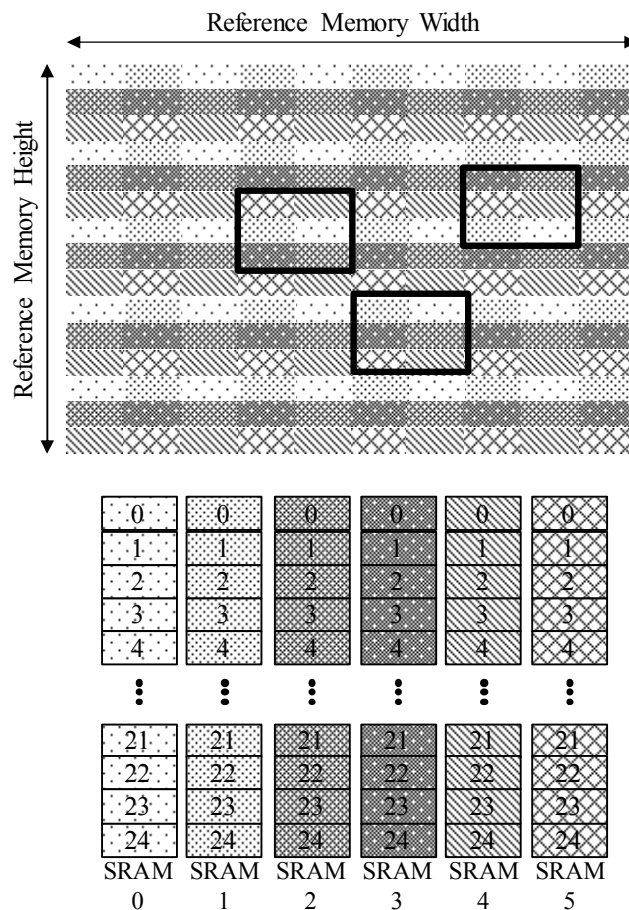 Reference Memory Width
Reference Memory Height
0 0 0 0 0 0
1 1 1 1 1 1
2 2 2 2 2 2
3 3 3 3 3 3
4 4 4 4 4 4
21 21 21 21 21 21
22 22 22 22 22 22
23 23 23 23 23 23
24 24 24 24 24 24
SRAM SRAM SRAM SRAM SRAM SRAM
0 1 2 3 4 5